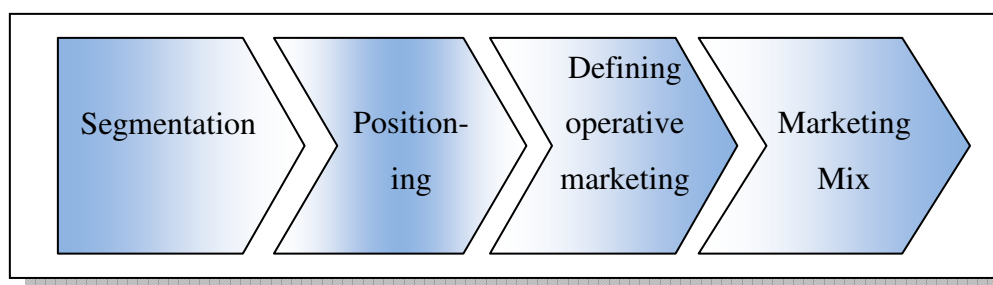 Segmentation
Position-
ing
Defining
operative
marketing
Marketing
Mix